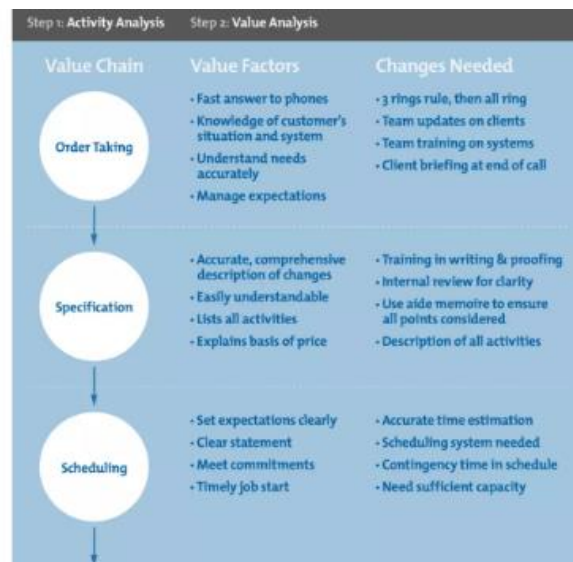 Step 1: Activity Analysis
Step 2: Value Analysis
Value Chain
Value Factors
Changes Needed
Order Taking
• Fast answer to phones
• Knowledge of customer's
situation and system
• Understand needs
accurately
• Manage expectations
• 3 rings rule, then all ring
• Team updates on clients
• Team training on systems
• Client briefing at end of call
Specification
• Accurate, comprehensive
description of changes
• Easily understandable
• Lists all activities
• Explains basis of price
• Training in writing & proofing
• Internal review for clarity
• Use aide memoire to ensure
all points considered
• Description of all activities
Scheduling
• Set expectations clearly
• Clear statement
• Meet commitments
• Timely job start
• Accurate time estimation
• Scheduling system needed
• Contingency time in schedule
• Need sufficient capacity